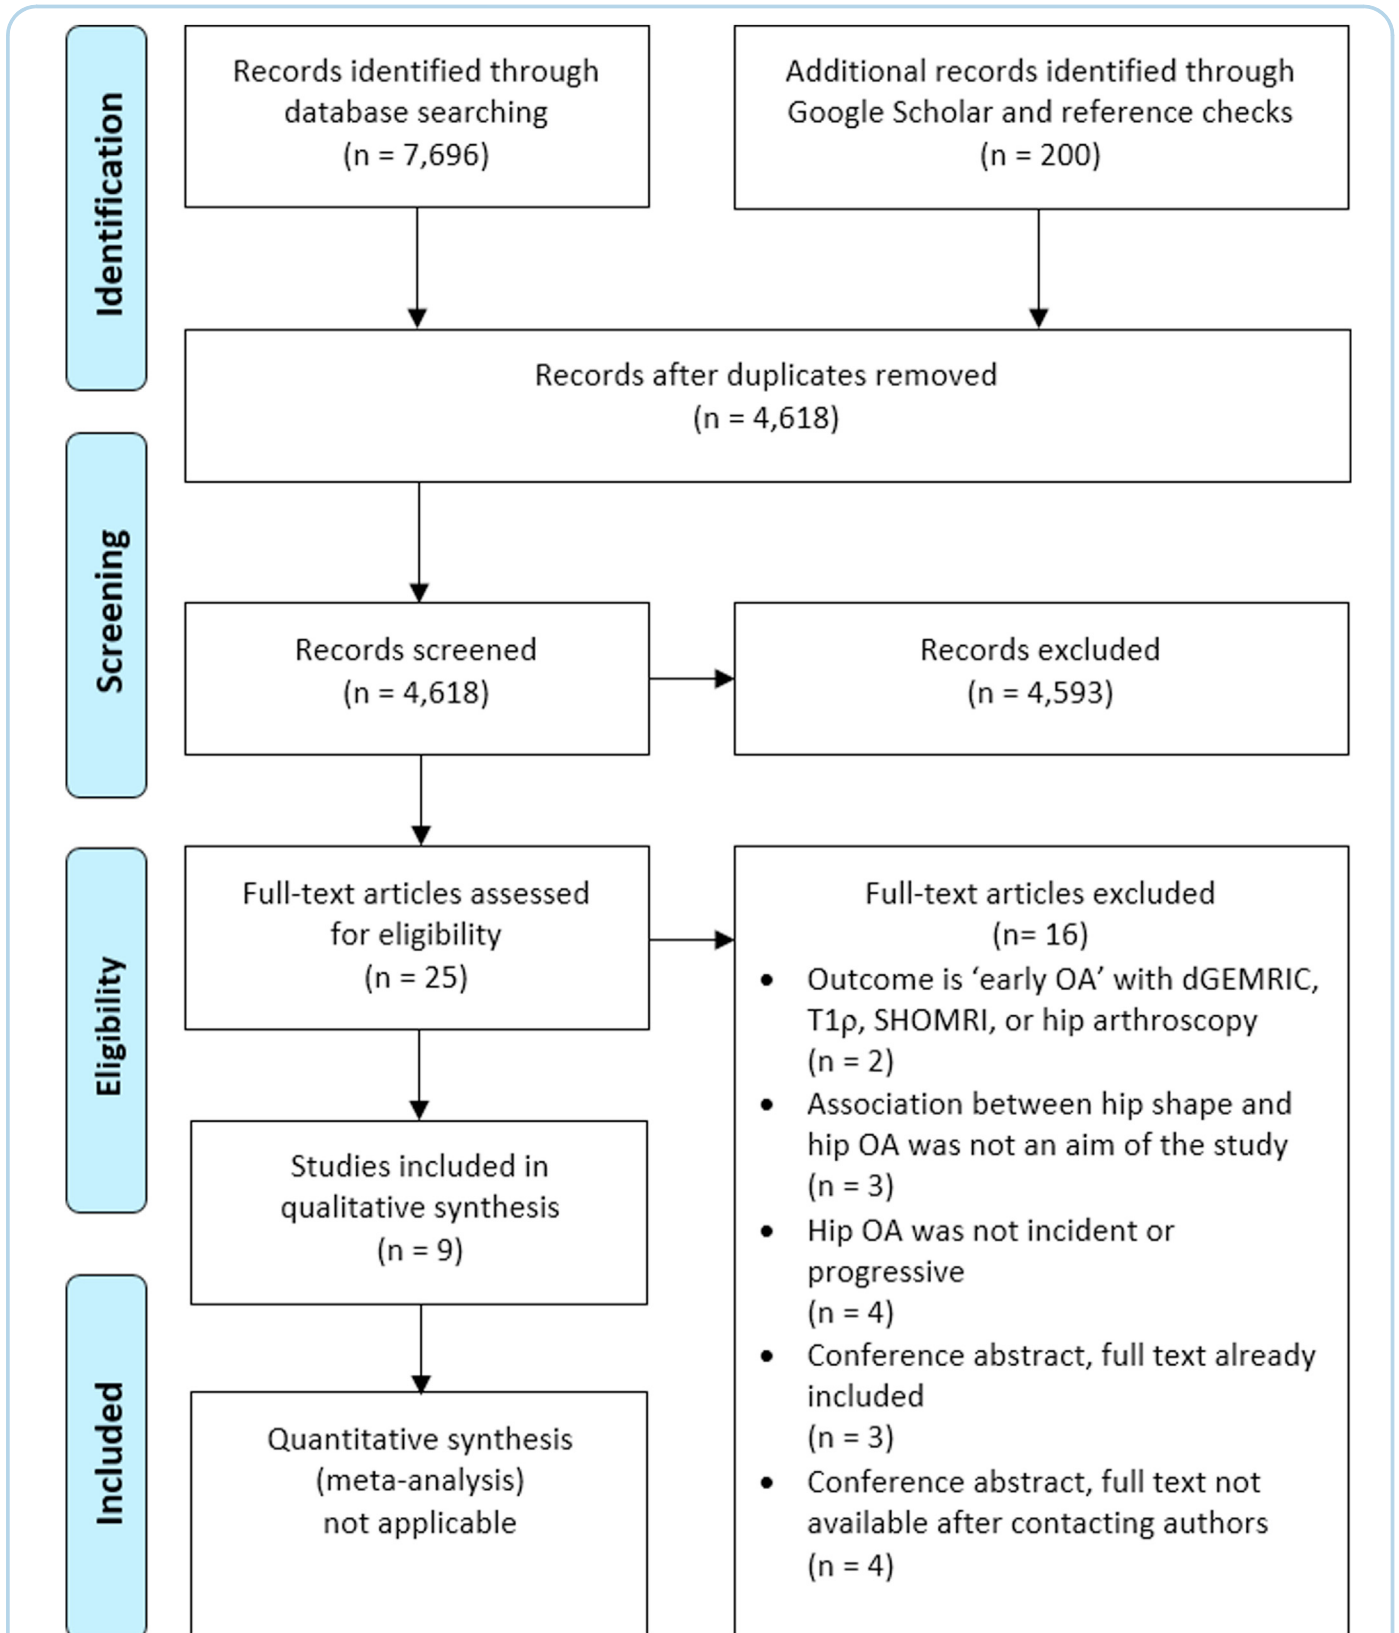 Identification
Records identified through
database searching
(n = 7,696)
Additional records identified through
Google Scholar and reference checks
(n = 200)
Records after duplicates removed
(n = 4,618)
Screening
Records screened
(n = 4,618)
Records excluded
(n = 4,593)
Eligibility
Full-text articles assessed
for eligibility
(n = 25)
Full-text articles excluded
(n= 16)
• Outcome is ‘early OA’ with dGEMRIC,
T1ρ, SHOMRI, or hip arthroscopy
(n = 2)
• Association between hip shape and
hip OA was not an aim of the study
(n = 3)
• Hip OA was not incident or
progressive
(n = 4)
• Conference abstract, full text already
included
(n = 3)
• Conference abstract, full text not
available after contacting authors
(n = 4)
Studies included in
qualitative synthesis
(n = 9)
Included
Quantitative synthesis
(meta-analysis)
not applicable